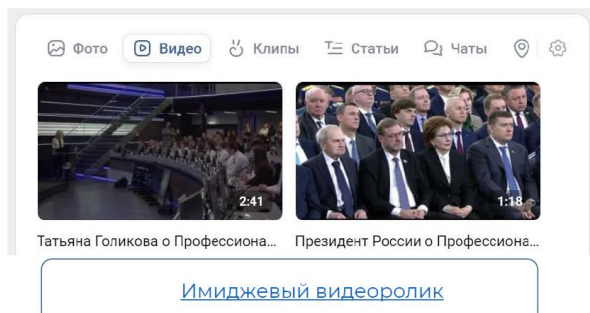 Фото Видео Клипы Статьи Чаты
2:41 1:18
Татьяна Голикова о Профессиона... Президент России о Профессиона...
Имиджевый видеоролик